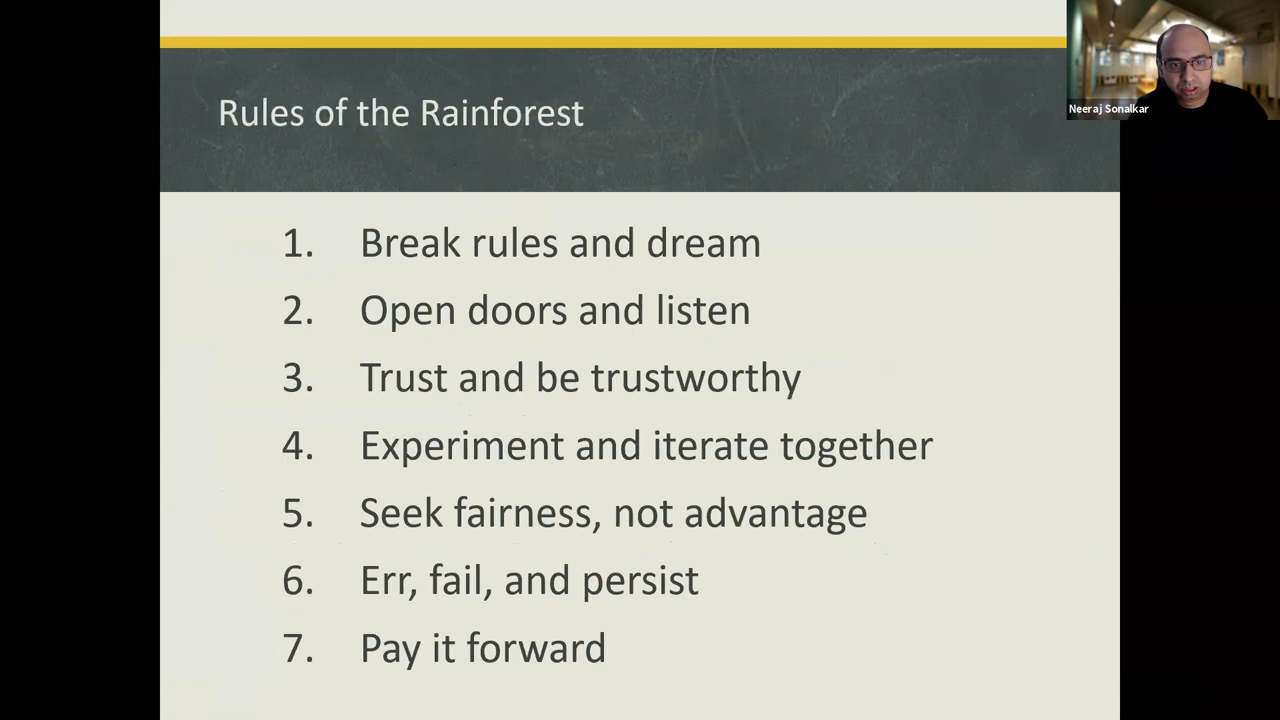 Rules of the Rainforest
Neeraj Sonalkar
1. Break rules and dream
2. Open doors and listen
3. Trust and be trustworthy
4. Experiment and iterate together
5. Seek fairness, not advantage
6. Err, fail, and persist
7. Pay it forward